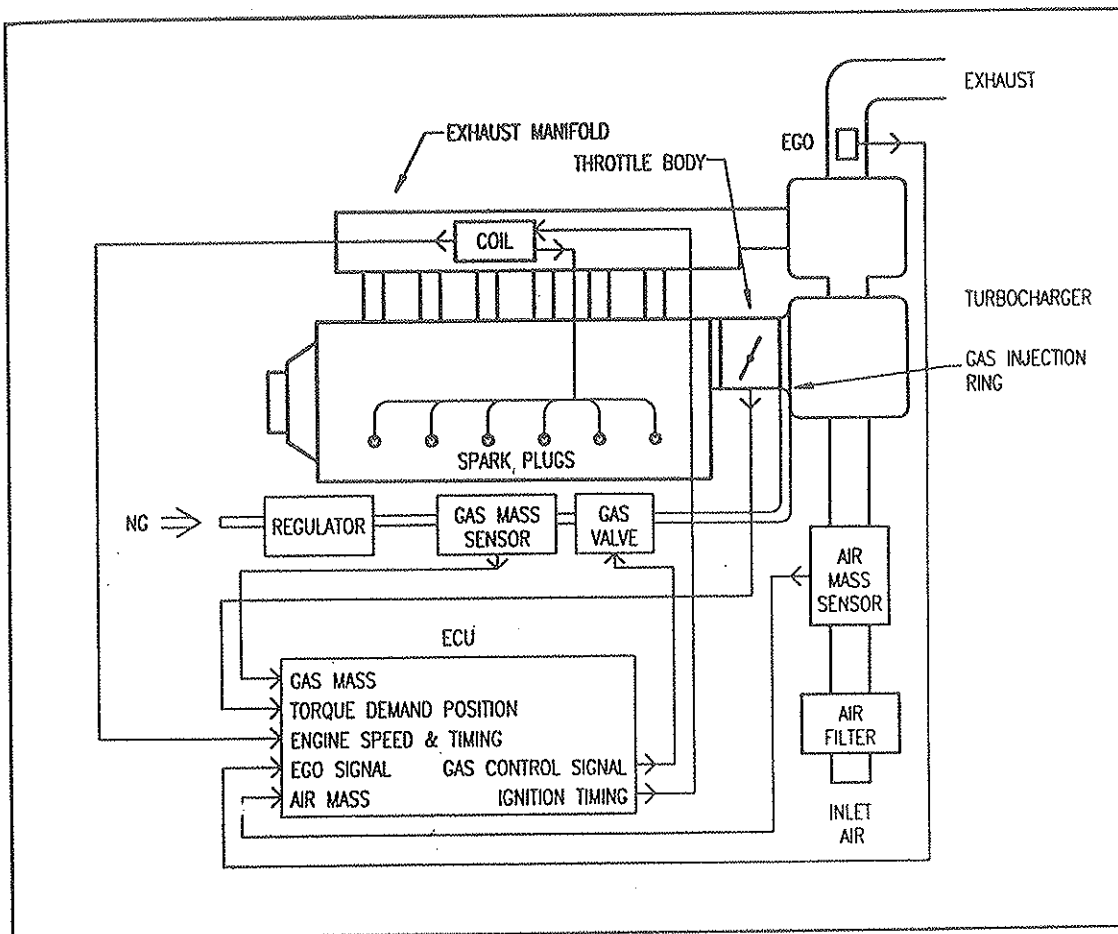 EXHAUST
EXHAUST MANIFOLD
EGO
THROTTLE BODY
COIL
TURBOCHARGER
GAS INJECTION
RING
SPARK PLUGS
NG
REGULATOR
GAS MASS
SENSOR
GAS
VALVE
AIR
MASS
SENSOR
ECU
GAS MASS
TORQUE DEMAND POSITION
ENGINE SPEED & TIMING
EGO SIGNAL
GAS CONTROL SIGNAL
AIR MASS
IGNITION TIMING
AIR
FILTER
INLET
AIR